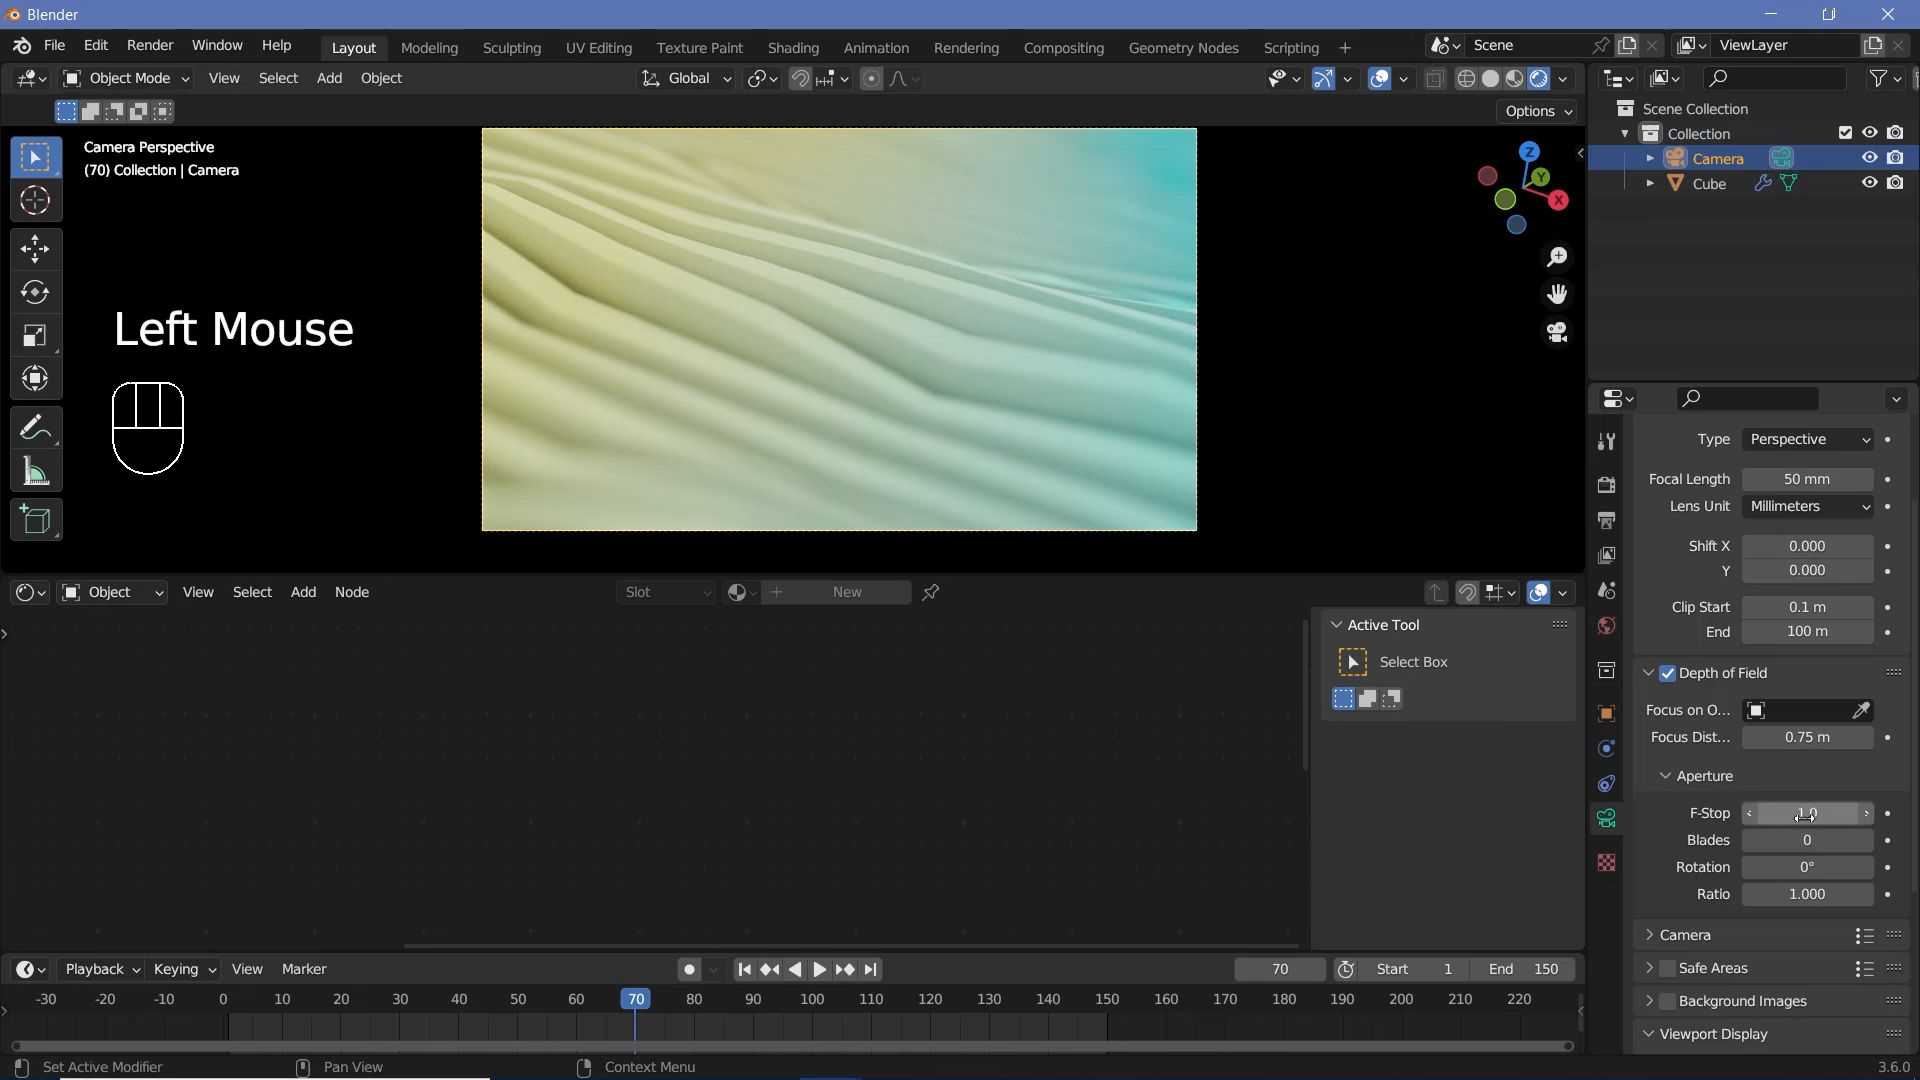 Blender
File Edit Render Window Help
Layout Modeling Sculpting UV Editing Texture Paint Shading Animation Rendering Compositing Geometry Nodes Scripting +
Scene
ViewLayer
Object Mode View Select Add Object
Global
Options
Camera Perspective
(70) Collection | Camera
Z
Y
X
Left Mouse
Scene Collection
Collection
Camera
Cube
Type Perspective
Focal Length 50 mm
Lens Unit Millimeters
Shift X 0.000
Y 0.000
Clip Start 0.1 m
End 100 m
Depth of Field
Focus on O...
Focus Dist... 0.75 m
Aperture
F-Stop 1.0
Blades 0
Rotation 0°
Ratio 1.000
Camera
Safe Areas
Background Images
Viewport Display
Object View Select Add Node
Slot
New
Active Tool
Select Box
Playback Keying View Marker
70
Start 1
End 150
-30 -20 -10 0 10 20 30 40 50 60 70 80 90 100 110 120 130 140 150 160 170 180 190 200 210 220
Set Active Modifier
Pan View
Context Menu
3.6.0